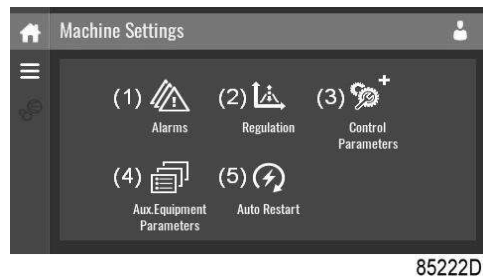 Machine Settings
(1) (2) (3)
Alarms Regulation Control
Parameters
(4) (5)
Aux.Equipment Auto Restart
Parameters
85222D